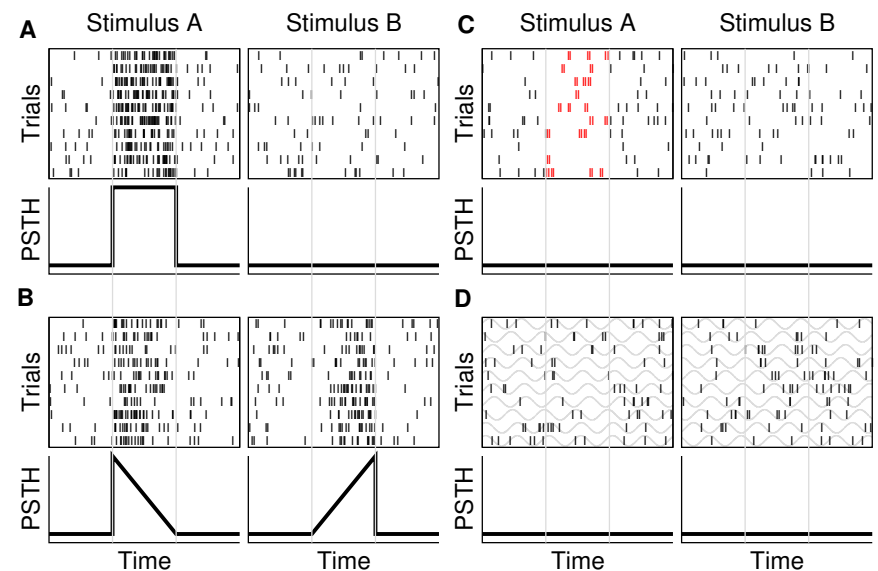 A Stimulus A Stimulus B
Trials
PSTH
B
Trials
PSTH
Time Time
C Stimulus A Stimulus B
Trials
PSTH
D
Trials
PSTH
Time Time